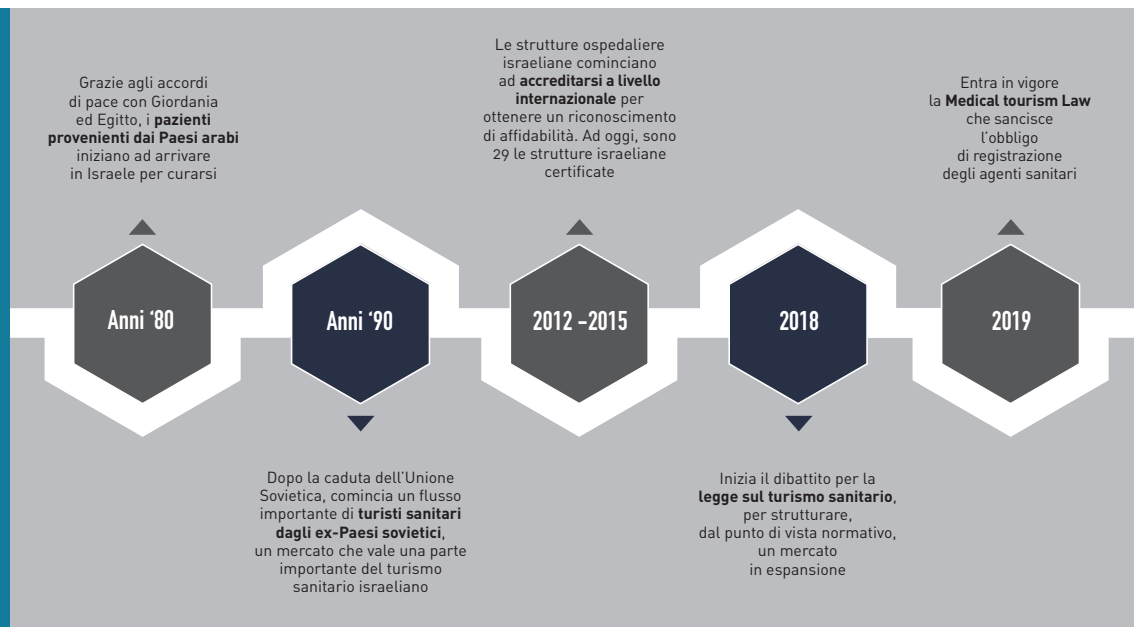 Grazie agli accordi
di pace con Giordania
ed Egitto, i pazienti
provenienti dai Paesi arabi
iniziano ad arrivare
in Israele per curarsi
Anni ‘80
Anni ‘90
Dopo la caduta dell’Unione
Sovietica, comincia un flusso
importante di turisti sanitari
dagli ex-Paesi sovietici,
un mercato che vale una parte
importante del turismo
sanitario israeliano
Le strutture ospedaliere
israeliane cominciano
ad accreditarsi a livello
internazionale per
ottenere un riconoscimento
di affidabilità. Ad oggi, sono
29 le strutture israeliane
certificate
2012 –2015
2018
Inizia il dibattito per la
legge sul turismo sanitario,
per strutturare,
dal punto di vista normativo,
un mercato
in espansione
Entra in vigore
la Medical tourism Law
che sancisce
l’obbligo
di registrazione
degli agenti sanitari
2019